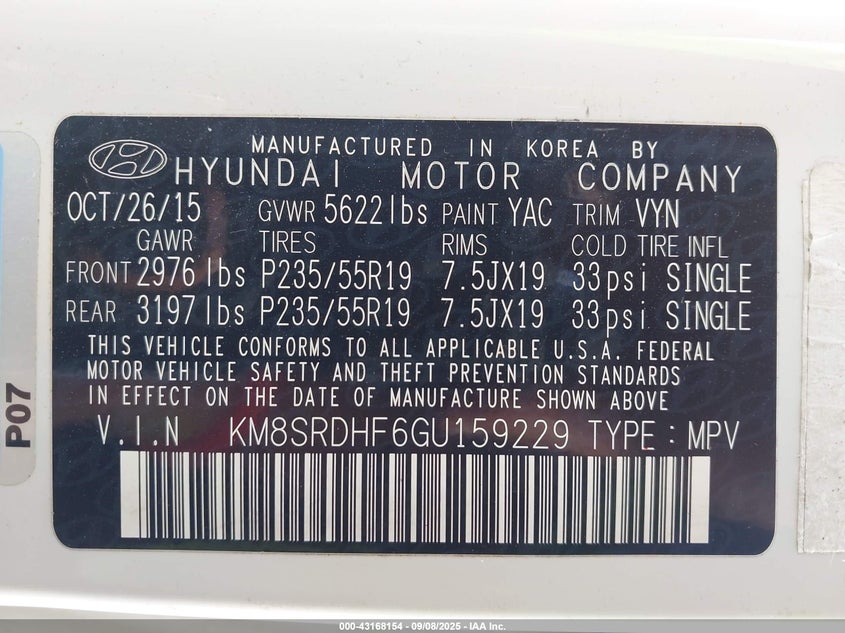 MANUFACTURED IN KOREA BY
HYUNDAI MOTOR COMPANY
OCT/26/15 GVWR 5622lbs PAINT YAC TRIM VYN
GAWR TIRES RIMS COLD TIRE INFL
FRONT 2976 lbs P235/55R19 7.5JX19 33psi SINGLE
REAR 3197 lbs P235/55R19 7.5JX19 33psi SINGLE
THIS VEHICLE CONFORMS TO ALL APPLICABLE U.S.A. FEDERAL
MOTOR VEHICLE SAFETY AND THEFT PREVENTION STANDARDS
IN EFFECT ON THE DATE OF MANUFACTURE SHOWN ABOVE
V.I.N KM8SRDHF6GU159229 TYPE : MPV
P07
000-43168154 - 09/08/2025 - IAA Inc.